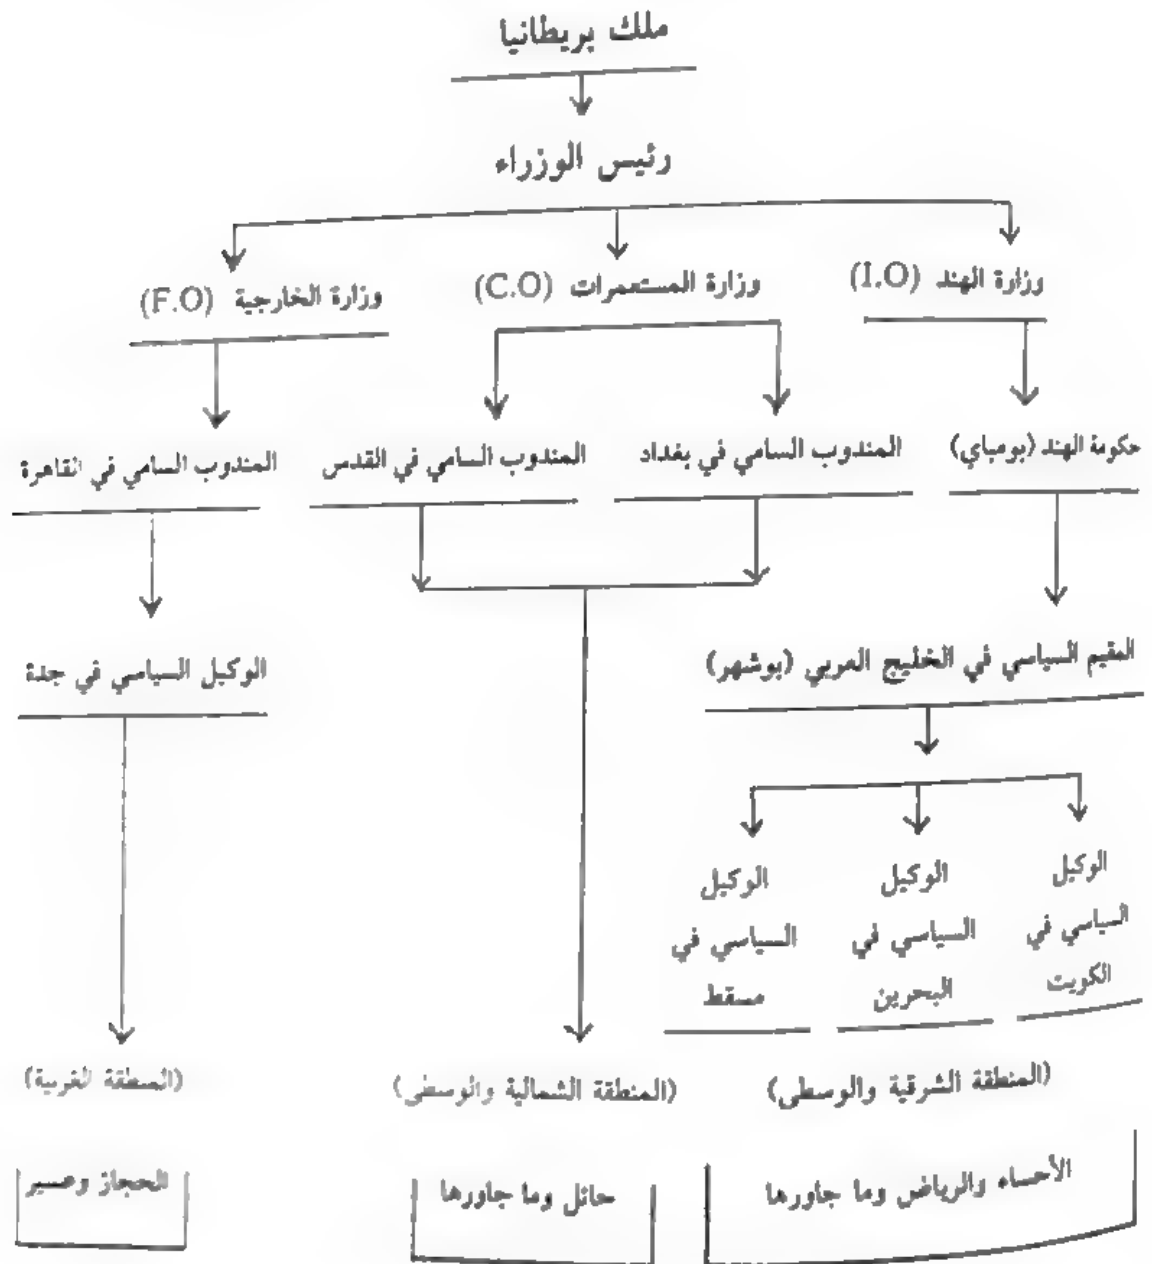 ملك بريطانيا
رئيس الوزراء
وزارة الهند (I.O)
وزارة المستعمرات (C.O)
وزارة الخارجية (F.O)
حكومة الهند (بومباي)
المندوب السامي في بغداد
المندوب السامي في القدس
المندوب السامي في القاهرة
المقيم السياسي في الخليج العربي (بوشهر)
الوكيل السياسي في جدة
الوكيل
السياسي في
الكويت
الوكيل
السياسي في
البحرين
الوكيل
السياسي في
مسقط
(المنطقة الشرقية والوسطى)
(المنطقة الشمالية والوسطى)
(المنطقة الغربية)
الأحساء والرياض وما جاورها
حائل وما جاورها
الحجاز وعسير